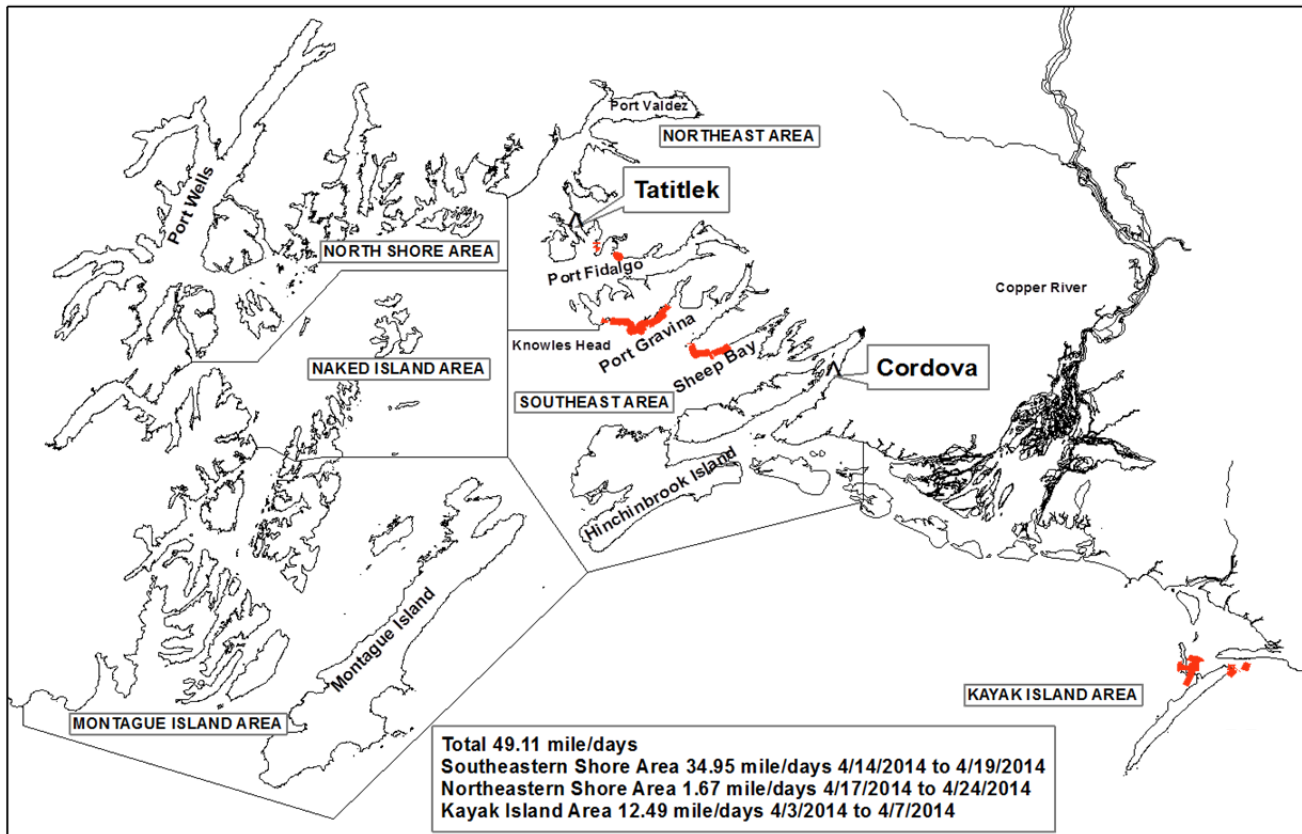 Port Valdez
NORTHEAST AREA
Tatitlek
Port Wells
NORTH SHORE AREA
Port Fidalgo
Copper River
Knowles Head
Port Gravina
Sheep Bay
NAKED ISLAND AREA
Cordova
SOUTHEAST AREA
Hinchinbrook Island
Montague Island
KAYAK ISLAND AREA
MONTAGUE ISLAND AREA
Total 49.11 mile/days
Southeastern Shore Area 34.95 mile/days 4/14/2014 to 4/19/2014
Northeastern Shore Area 1.67 mile/days 4/17/2014 to 4/24/2014
Kayak Island Area 12.49 mile/days 4/3/2014 to 4/7/2014